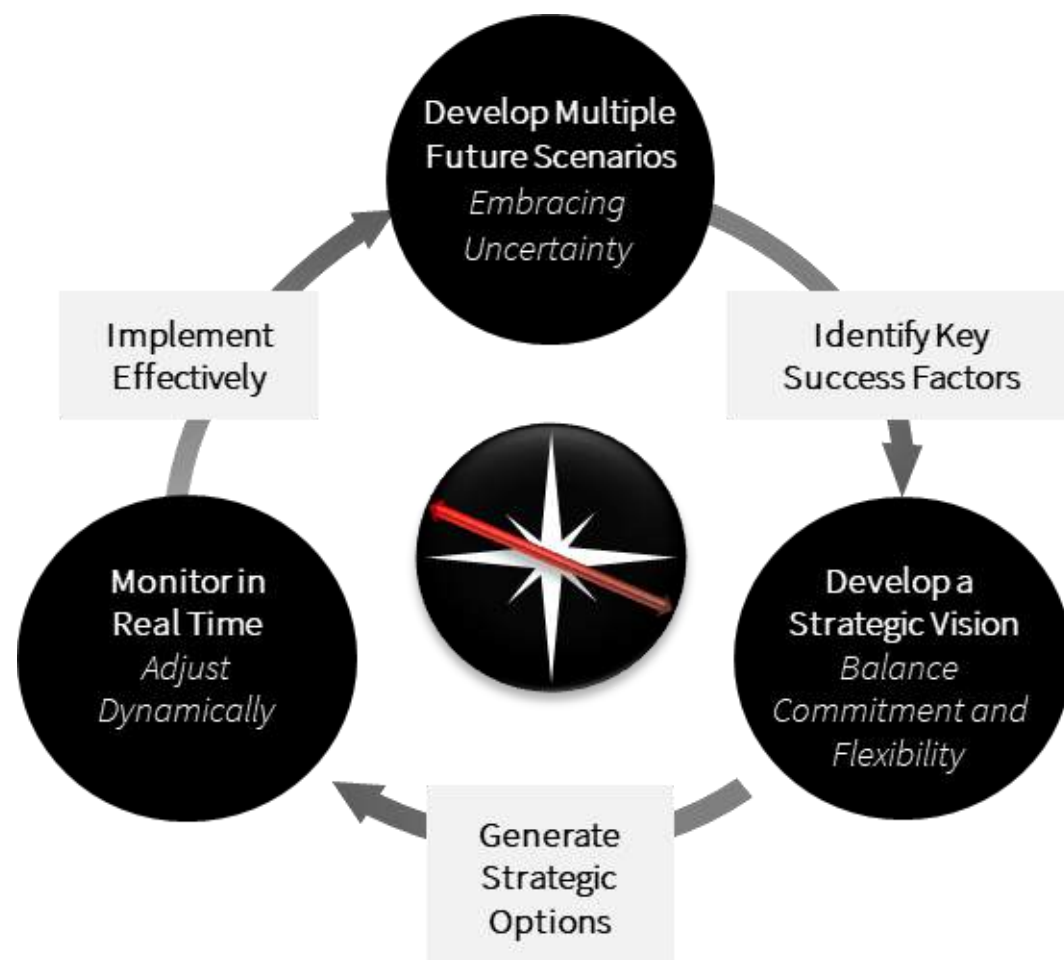 Develop Multiple
Future Scenarios
Embracing
Uncertainty
Identify Key
Success Factors
Develop a
Strategic Vision
Balance
Commitment and
Flexibility
Generate
Strategic
Options
Monitor in
Real Time
Adjust
Dynamically
Implement
Effectively